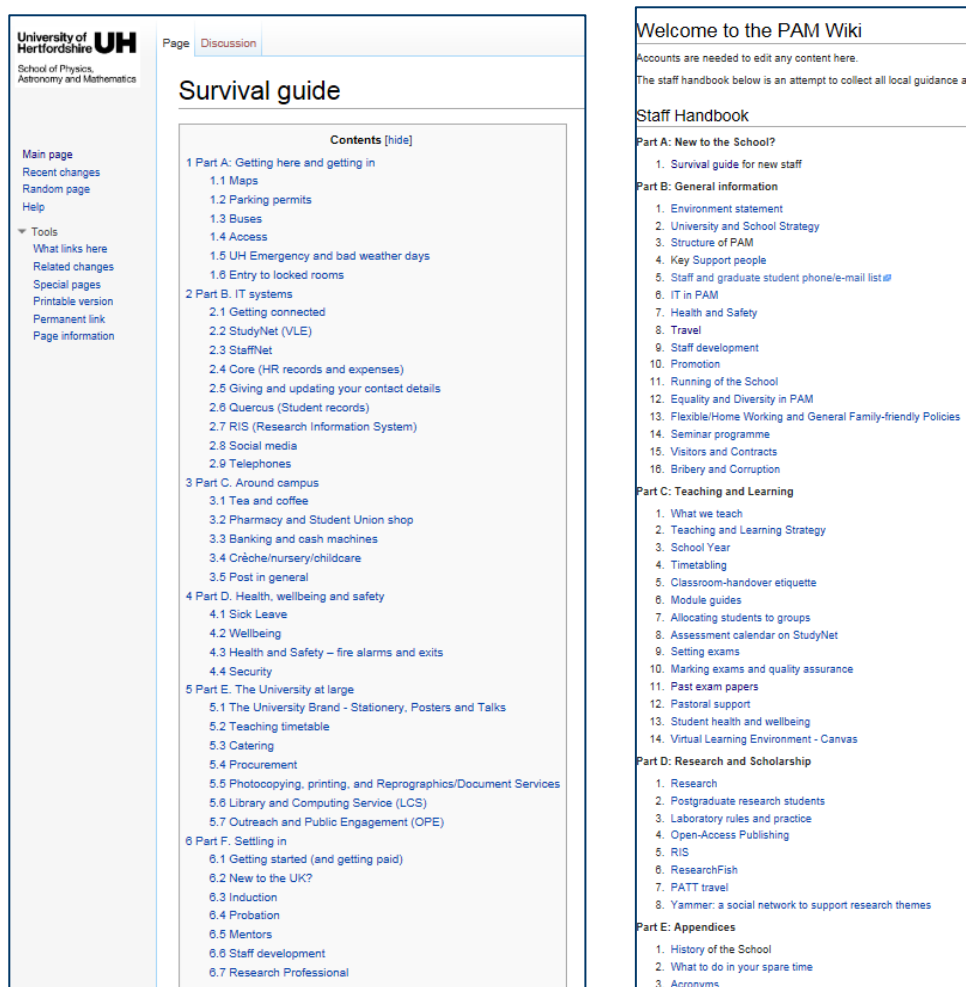 University of
Hertfordshire UH
School of Physics,
Astronomy and Mathematics
Main page
Recent changes
Random page
Help
Tools
What links here
Related changes
Special pages
Printable version
Permanent link
Page information
Page Discussion
Survival guide
Contents [hide]
1 Part A: Getting here and getting in
1.1 Maps
1.2 Parking permits
1.3 Buses
1.4 Access
1.5 UH Emergency and bad weather days
1.6 Entry to locked rooms
2 Part B. IT systems
2.1 Getting connected
2.2 StudyNet (VLE)
2.3 StaffNet
2.4 Core (HR records and expenses)
2.5 Giving and updating your contact details
2.6 Quercus (Student records)
2.7 RIS (Research Information System)
2.8 Social media
2.9 Telephones
3 Part C. Around campus
3.1 Tea and coffee
3.2 Pharmacy and Student Union shop
3.3 Banking and cash machines
3.4 Crèche/nursery/childcare
3.5 Post in general
4 Part D. Health, wellbeing and safety
4.1 Sick Leave
4.2 Wellbeing
4.3 Health and Safety – fire alarms and exits
4.4 Security
5 Part E. The University at large
5.1 The University Brand - Stationery, Posters and Talks
5.2 Teaching timetable
5.3 Catering
5.4 Procurement
5.5 Photocopying, printing, and Reprographics/Document Services
5.6 Library and Computing Service (LCS)
5.7 Outreach and Public Engagement (OPE)
6 Part F. Settling in
6.1 Getting started (and getting paid)
6.2 New to the UK?
6.3 Induction
6.4 Probation
6.5 Mentors
6.6 Staff development
6.7 Research Professional
Welcome to the PAM Wiki
Accounts are needed to edit any content here.
The staff handbook below is an attempt to collect all local guidance a
Staff Handbook
Part A: New to the School?
1. Survival guide for new staff
Part B: General information
1. Environment statement
2. University and School Strategy
3. Structure of PAM
4. Key Support people
5. Staff and graduate student phone/e-mail list
6. IT in PAM
7. Health and Safety
8. Travel
9. Staff development
10. Promotion
11. Running of the School
12. Equality and Diversity in PAM
13. Flexible/Home Working and General Family-friendly Policies
14. Seminar programme
15. Visitors and Contracts
16. Bribery and Corruption
Part C: Teaching and Learning
1. What we teach
2. Teaching and Learning Strategy
3. School Year
4. Timetabling
5. Classroom-handover etiquette
6. Module guides
7. Allocating students to groups
8. Assessment calendar on StudyNet
9. Setting exams
10. Marking exams and quality assurance
11. Past exam papers
12. Pastoral support
13. Student health and wellbeing
14. Virtual Learning Environment - Canvas
Part D: Research and Scholarship
1. Research
2. Postgraduate research students
3. Laboratory rules and practice
4. Open-Access Publishing
5. RIS
6. ResearchFish
7. PATT travel
8. Yammer: a social network to support research themes
Part E: Appendices
1. History of the School
2. What to do in your spare time
3. Acronyms